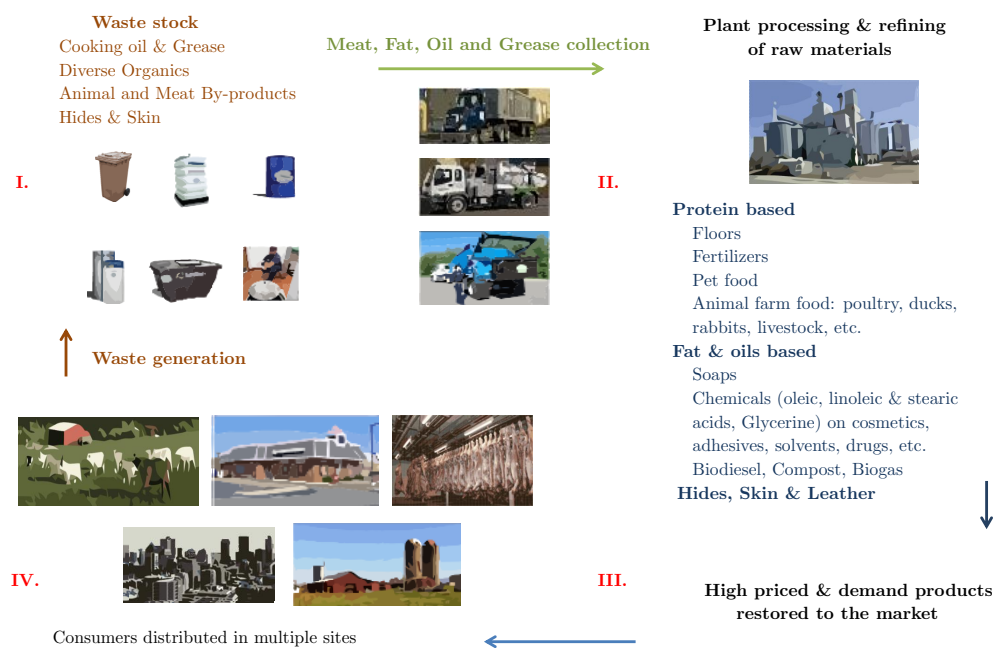 Waste stock
Cooking oil & Grease
Diverse Organics
Animal and Meat By-products
Hides & Skin
Meat, Fat, Oil and Grease collection
Plant processing & refining
of raw materials
I.
II.
Protein based
Floors
Fertilizers
Pet food
Animal farm food: poultry, ducks,
rabbits, livestock, etc.
Fat & oils based
Soaps
Chemicals (oleic, linoleic & stearic
acids, Glycerine) on cosmetics,
adhesives, solvents, drugs, etc.
Biodiesel, Compost, Biogas
Hides, Skin & Leather
Waste generation
IV.
III.
High priced & demand products
restored to the market
Consumers distributed in multiple sites